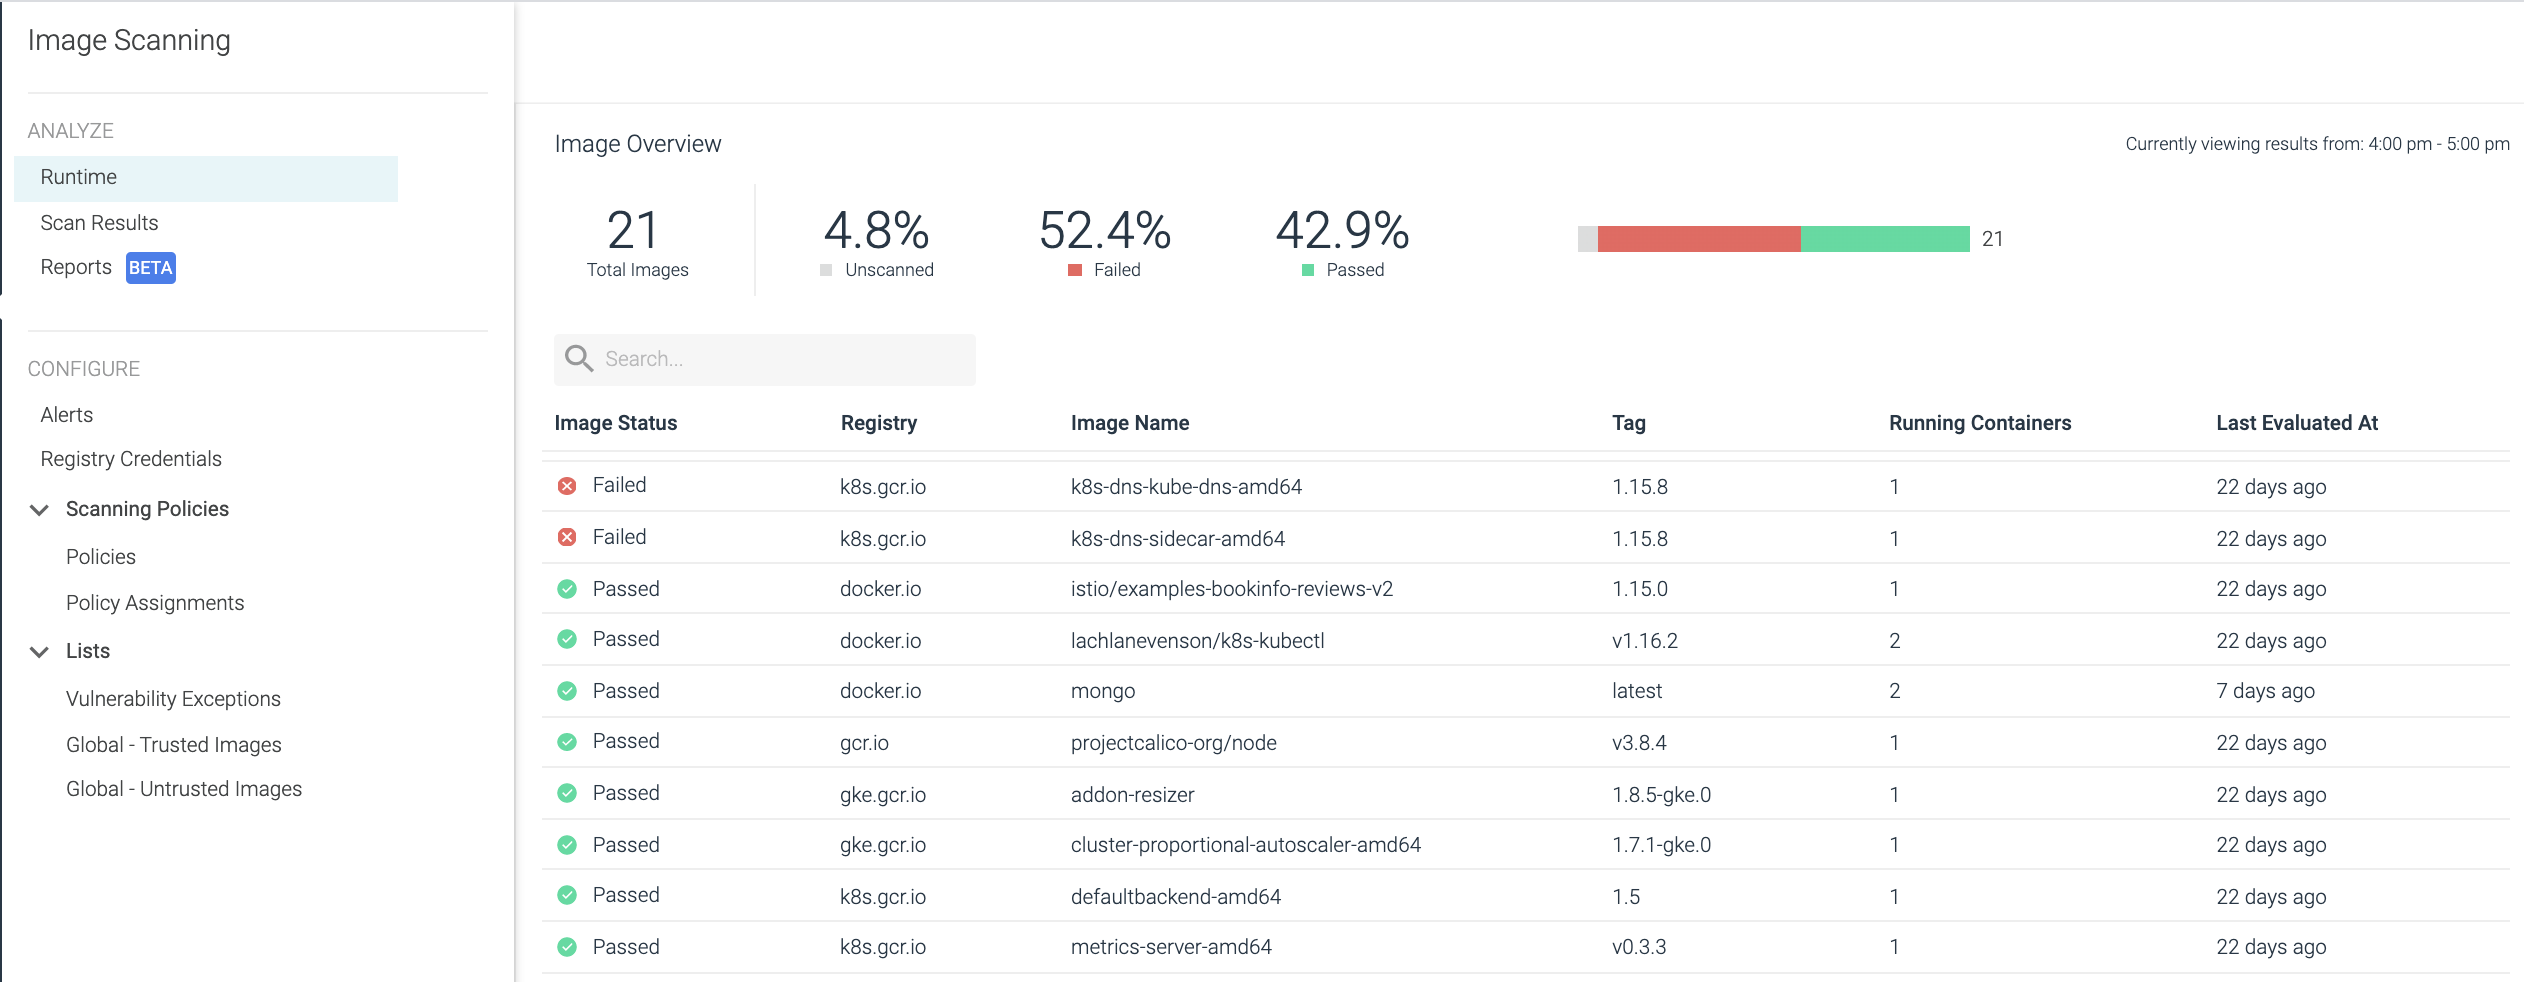 Image Scanning
ANALYZE
Runtime
Scan Results
Reports BETA
CONFIGURE
Alerts
Registry Credentials
Scanning Policies
Policies
Policy Assignments
Lists
Vulnerability Exceptions
Global - Trusted Images
Global - Untrusted Images
Image Overview
Currently viewing results from: 4:00 pm - 5:00 pm
21 4.8% 52.4% 42.9%
Total Images Unscanned Failed Passed
21
Search...
Image Status Registry Image Name Tag Running Containers Last Evaluated At
Failed k8s.gcr.io k8s-dns-kube-dns-amd64 1.15.8 1 22 days ago
Failed k8s.gcr.io k8s-dns-sidecar-amd64 1.15.8 1 22 days ago
Passed docker.io istio/examples-bookinfo-reviews-v2 1.15.0 1 22 days ago
Passed docker.io lachlanevenson/k8s-kubectl v1.16.2 2 22 days ago
Passed docker.io mongo latest 2 7 days ago
Passed gcr.io projectcalico-org/node v3.8.4 1 22 days ago
Passed gke.gcr.io addon-resizer 1.8.5-gke.0 1 22 days ago
Passed gke.gcr.io cluster-proportional-autoscaler-amd64 1.7.1-gke.0 1 22 days ago
Passed k8s.gcr.io defaultbackend-amd64 1.5 1 22 days ago
Passed k8s.gcr.io metrics-server-amd64 v0.3.3 1 22 days ago